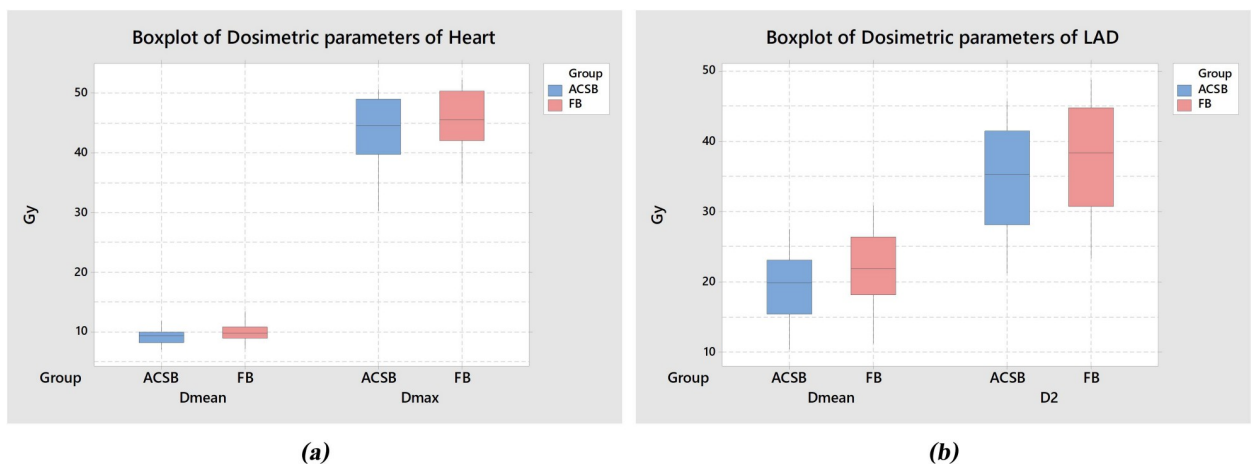 Boxplot of Dosimetric parameters of Heart
Group
ACSB
FB
50
40
30
20
10
Gy
Group ACSB FB ACSB FB
Dmean Dmax
(a)
Boxplot of Dosimetric parameters of LAD
Group
ACSB
FB
50
40
30
20
10
Gy
Group ACSB FB ACSB FB
Dmean D2
(b)